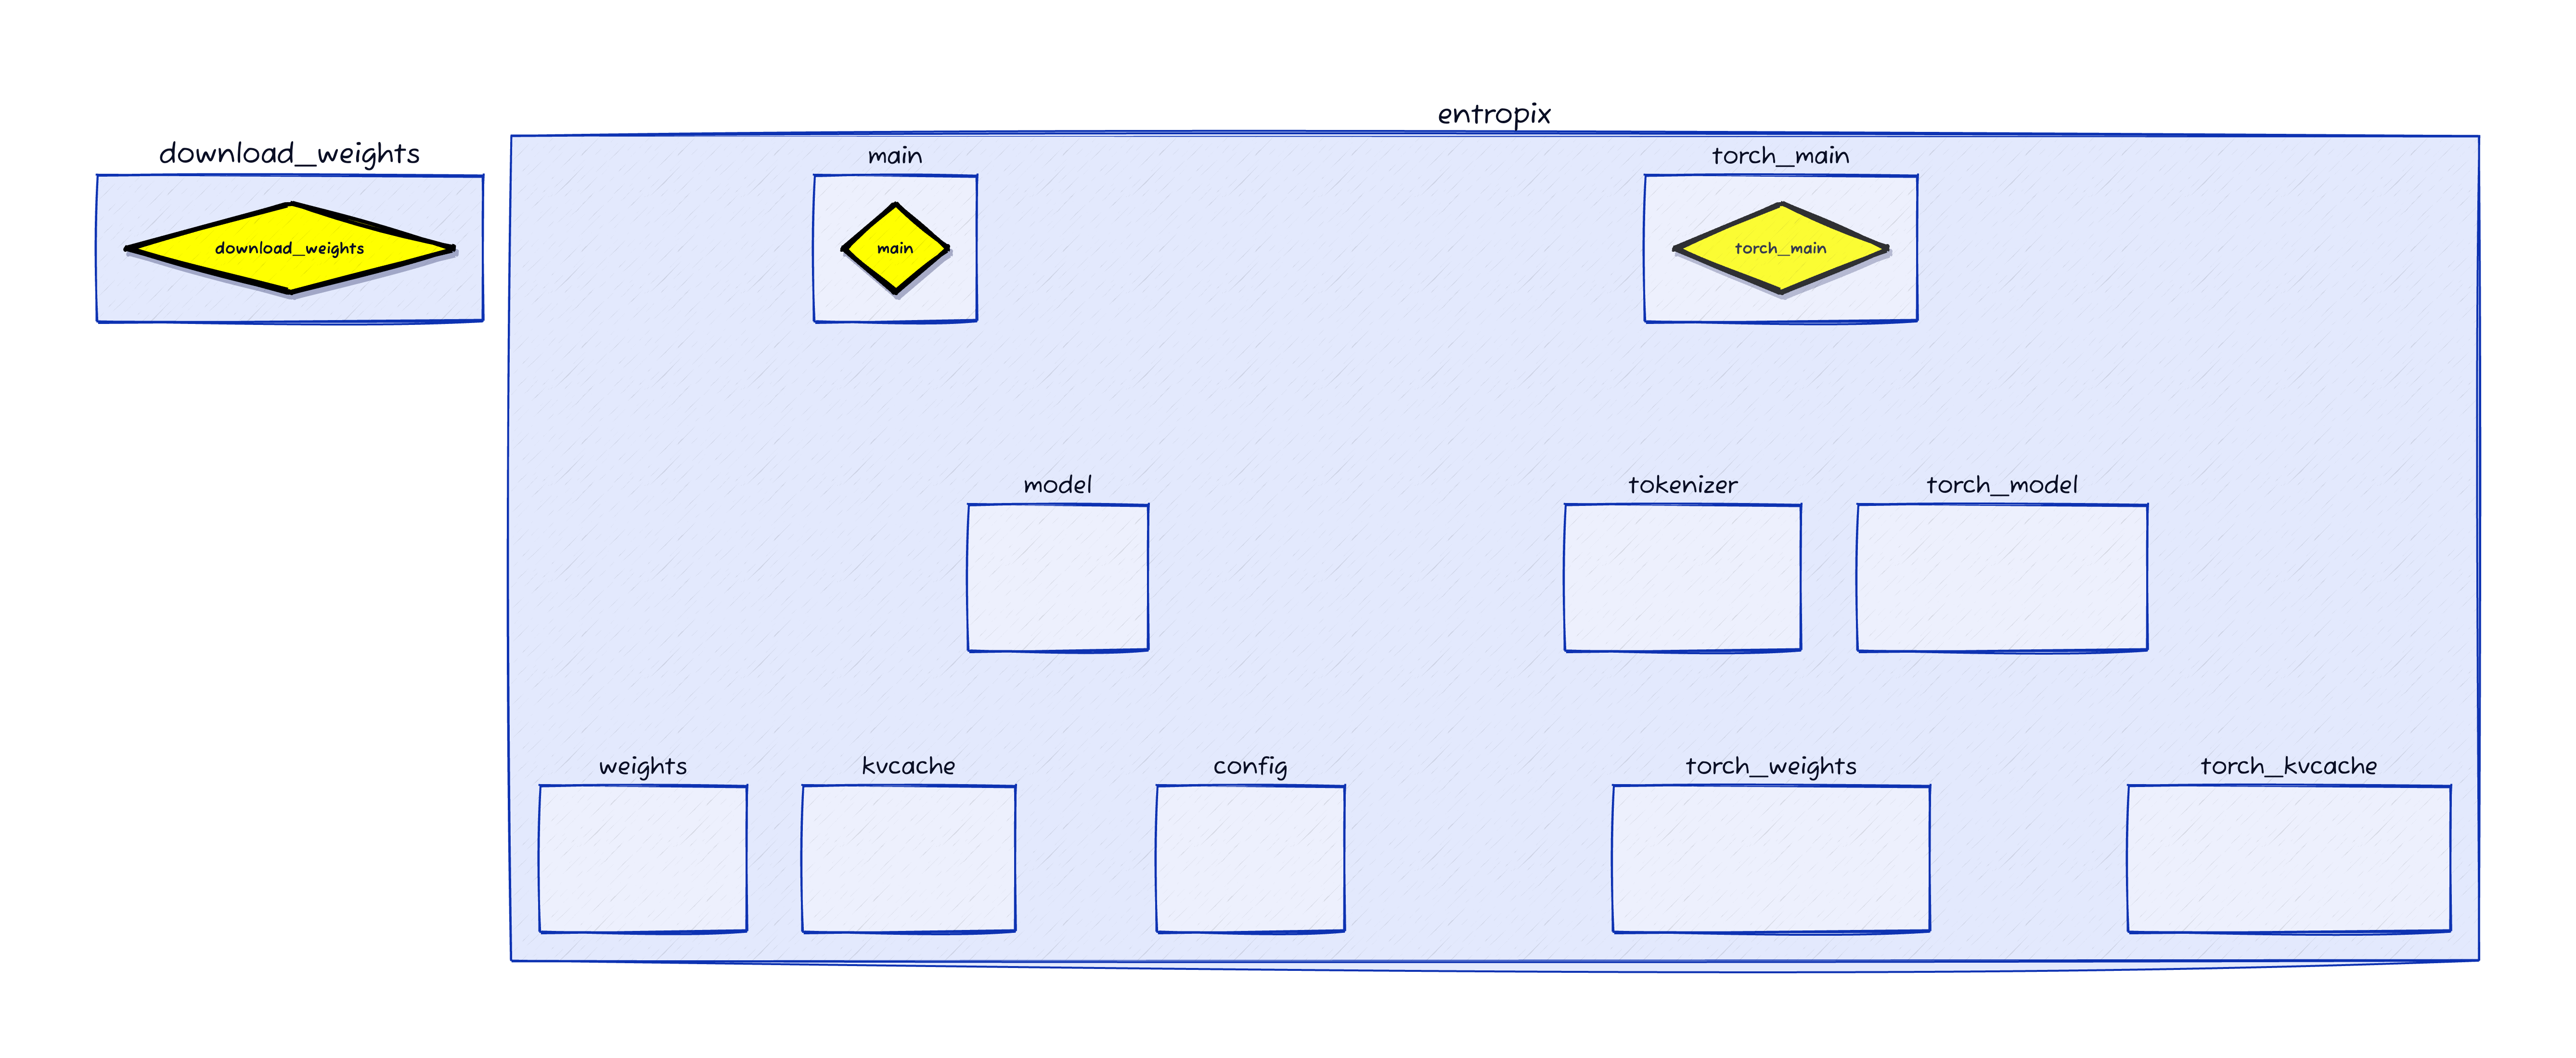 entropix
download_weights
main
torch_main
download_weights
main
torch_main
model
tokenizer
torch_model
weights
kvcache
config
torch_weights
torch_kvcache